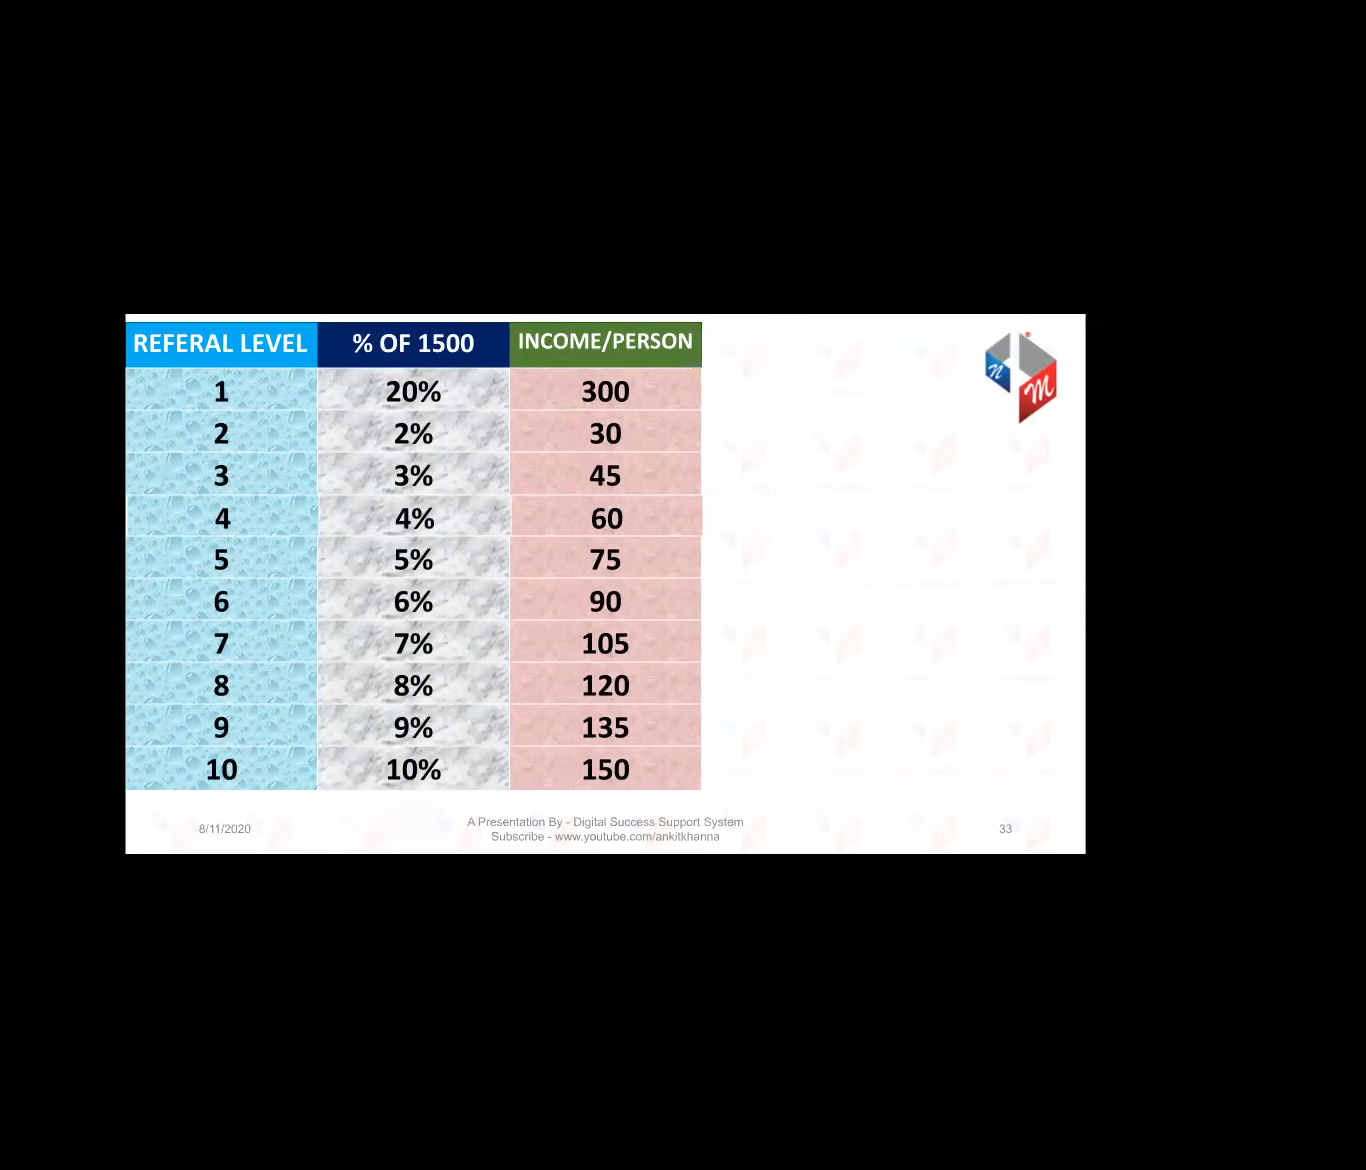 REFERAL LEVEL % OF 1500 INCOME/PERSON
1 20% 300
2 2% 30
3 3% 45
4 4% 60
5 5% 75
6 6% 90
7 7% 105
8 8% 120
9 9% 135
10 10% 150
n M
8/11/2020
A Presentation By - Digital Success Support System
Subscribe - www.youtube.com/ankitkhanna
33